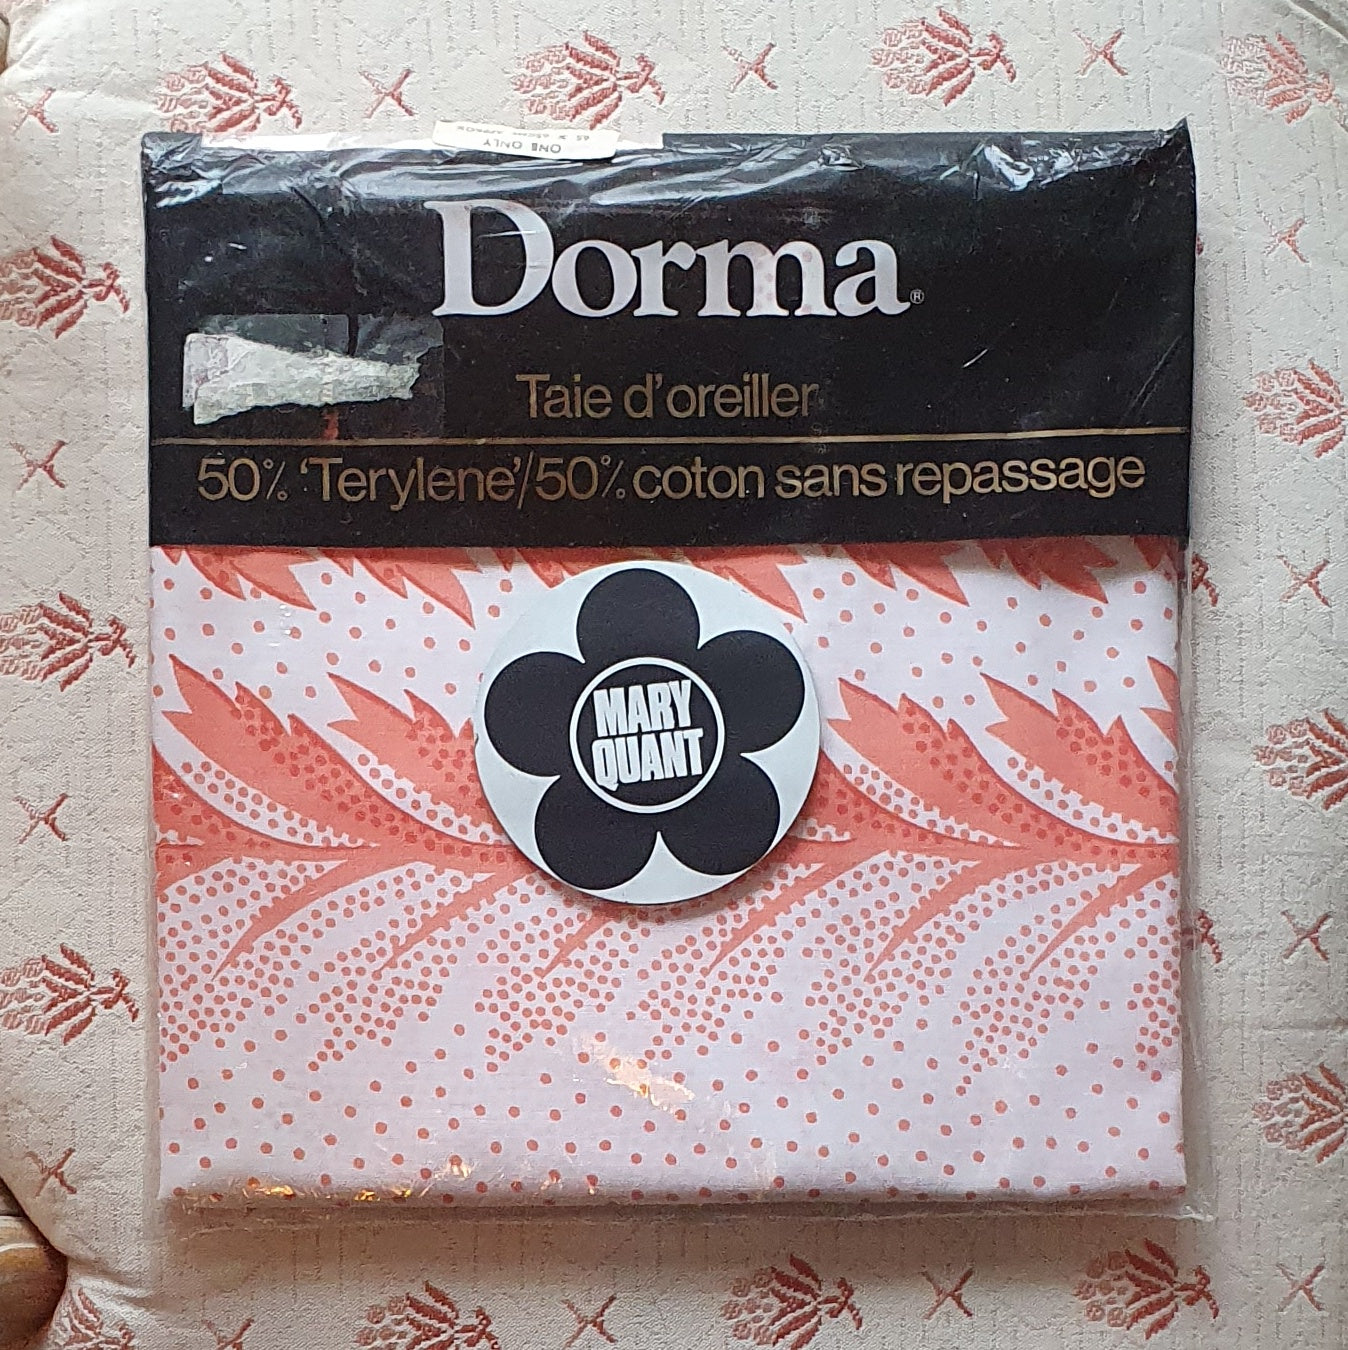 ONE ONLY
Dorma®
Taie d'oreiller
50% 'Terylene'/50% coton sans repassage
MARY
QUANT